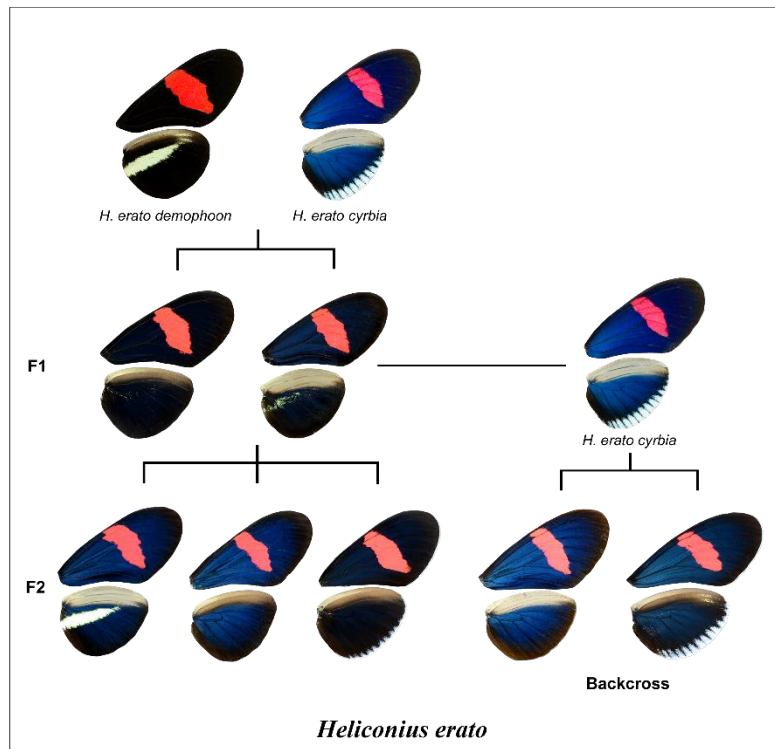 H. erato demophoon
H. erato cyrbia
F1
H. erato cyrbia
F2
Backcross
Heliconius erato